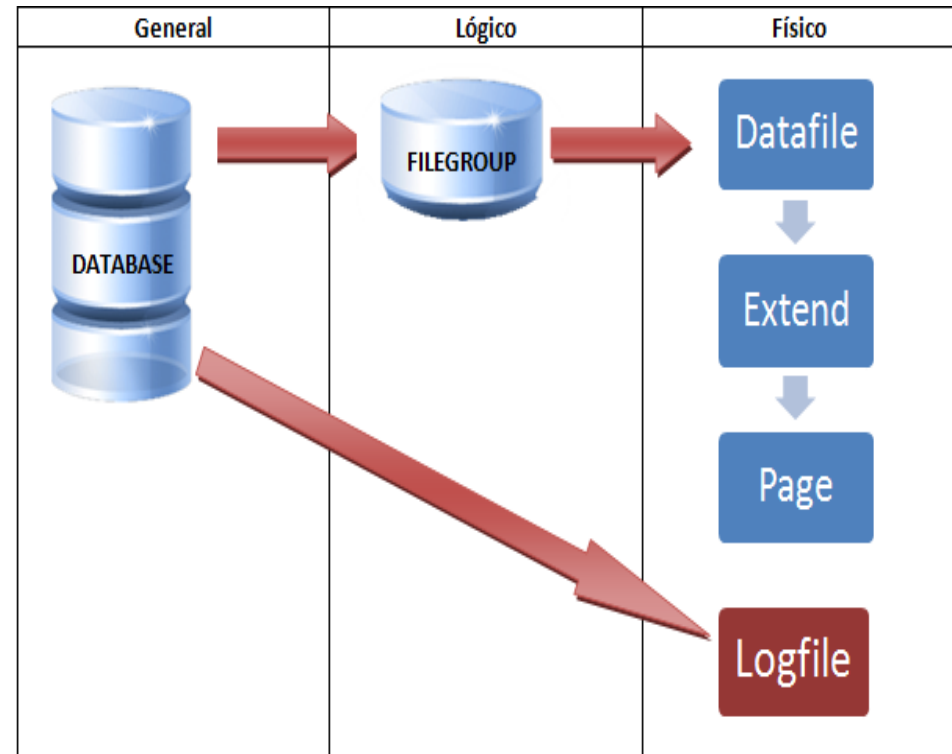 General
Lógico
Físico
DATABASE
FILEGROUP
Datafile
Extend
Page
Logfile